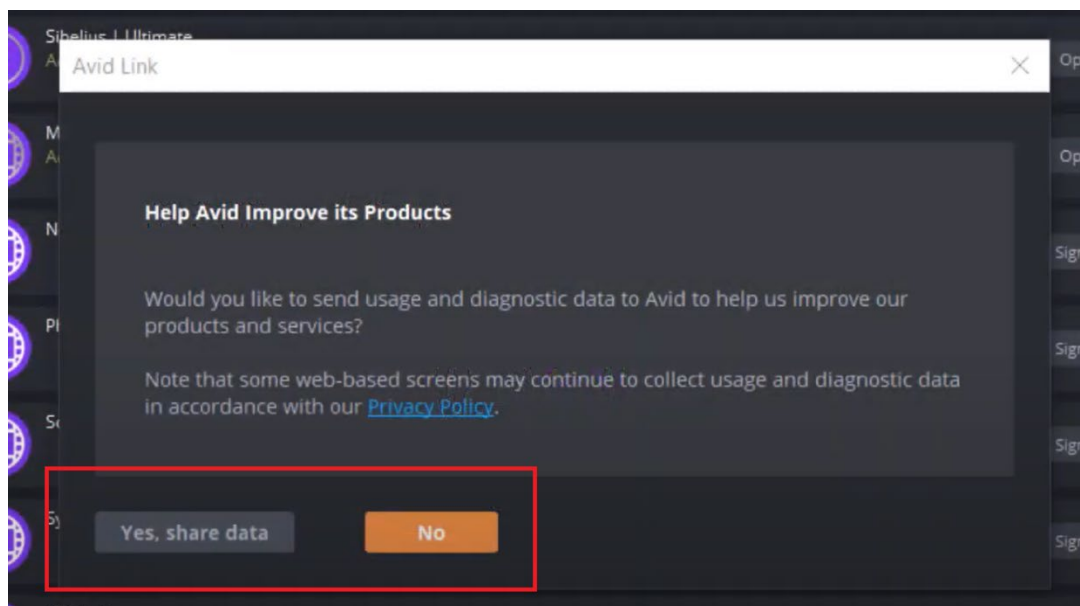 Sibelius | Ultimate
Avid Link
Op
Op
Help Avid Improve its Products
Would you like to send usage and diagnostic data to Avid to help us improve our
products and services?
Note that some web-based screens may continue to collect usage and diagnostic data
in accordance with our Privacy Policy.
Yes, share data
No